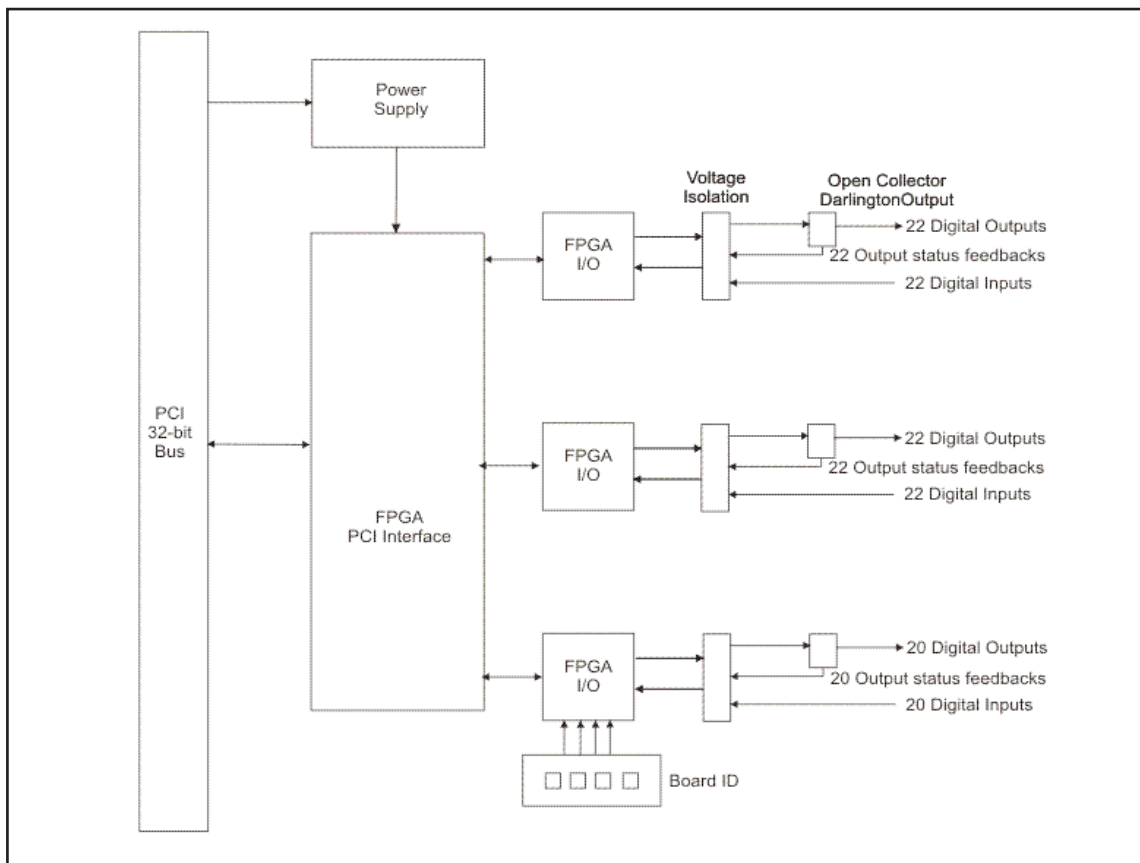 Power
Supply
Voltage
Isolation
Open Collector
DarlingtonOutput
FPGA
I/O
22 Digital Outputs
22 Output status feedbacks
22 Digital Inputs
PCI
32-bit
Bus
FPGA
PCI Interface
FPGA
I/O
22 Digital Outputs
22 Output status feedbacks
22 Digital Inputs
FPGA
I/O
20 Digital Outputs
20 Output status feedbacks
20 Digital Inputs
Board ID